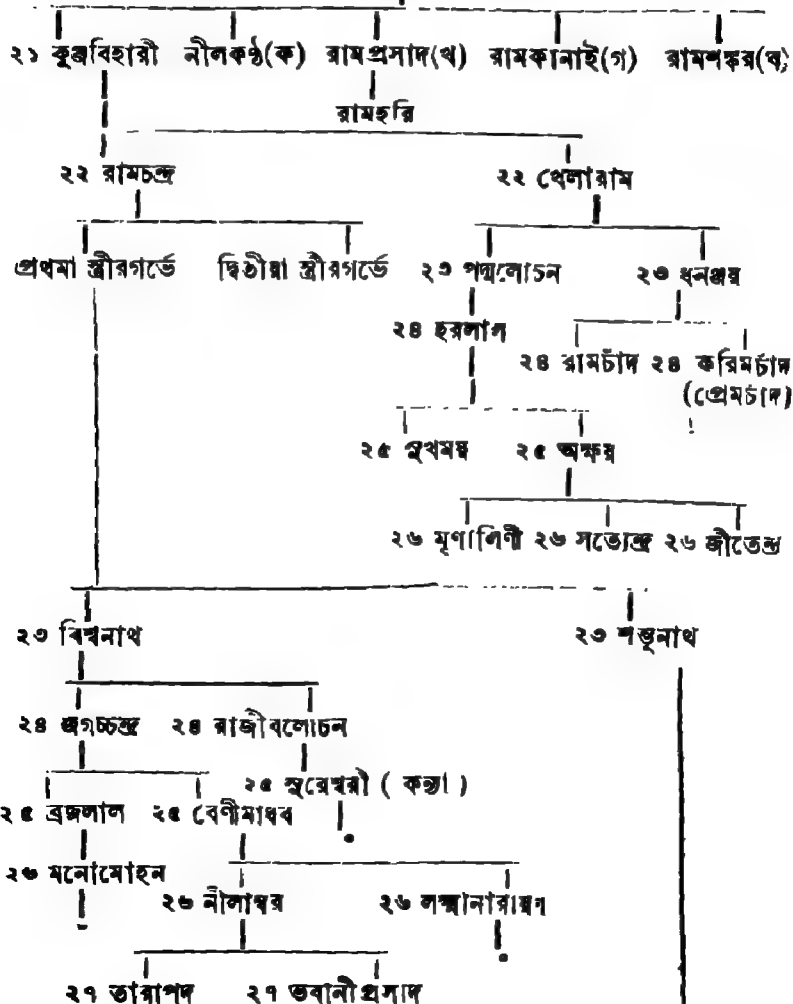 ২১ কুঞ্জবিহারী নীলকণ্ঠ(ক) রামপ্রসাদ(খ) রামকানাই(গ) রামশঙ্কর(ঘ)
রামহরি
২২ রামচন্দ্র ২২ খেলারাম
প্রথমা স্ত্রীরগর্ভে দ্বিতীয়া স্ত্রীরগর্ভে ২৩ পদ্মলোচন ২৩ ধনঞ্জয়
২৪ হরলাল
২৪ রামচাঁদ ২৪ করিমচাঁদ
(প্রেমচাঁদ)
২৫ সুখময় ২৫ অক্ষয়
২৬ মৃণালিণী ২৬ সত্যেন্দ্র ২৬ জীতেন্দ্র
২৩ বিশ্বনাথ ২৩ শম্ভূনাথ
২৪ জগচ্চন্দ্র ২৪ রাজীবলোচন
২৫ সুরেশ্বরী ( কন্যা )
২৫ ব্রজলাল ২৫ বেণীমাধব
২৬ মনোমোহন
২৬ নীলাম্বর ২৬ লক্ষ্মীনারায়ণ
২৭ তারাপদ ২৭ ভবানীপ্রসাদ